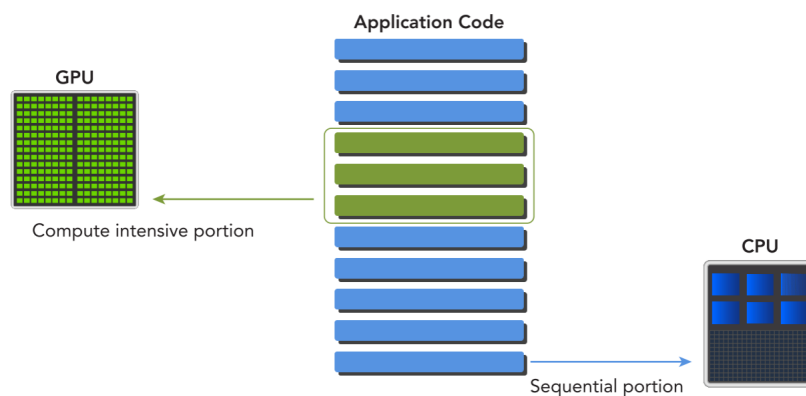 Application Code
GPU
Compute intensive portion
CPU
Sequential portion